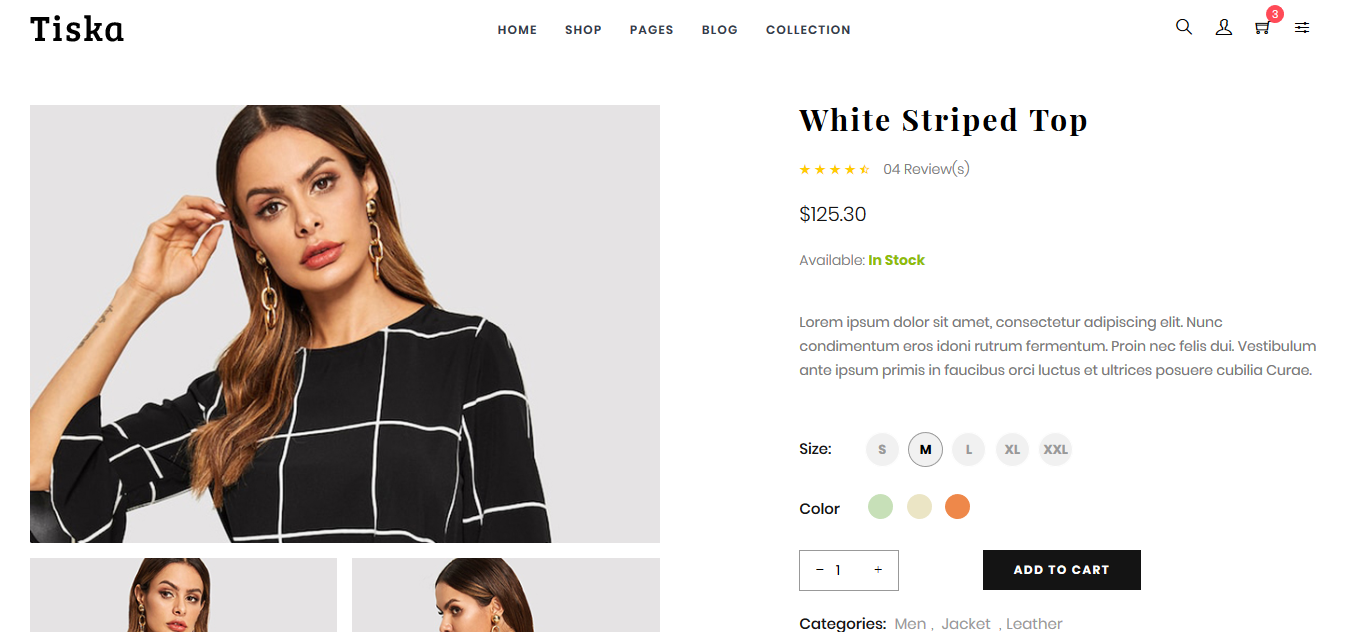 Tiska
HOME SHOP PAGES BLOG COLLECTION
3
White Striped Top
04 Review(s)
$125.30
Available: In Stock
Lorem ipsum dolor sit amet, consectetur adipiscing elit. Nunc
condimentum eros idoni rutrum fermentum. Proin nec felis dui. Vestibulum
ante ipsum primis in faucibus orci luctus et ultrices posuere cubilia Curae.
Size: S M L XL XXL
Color
− 1 +
ADD TO CART
Categories: Men , Jacket , Leather